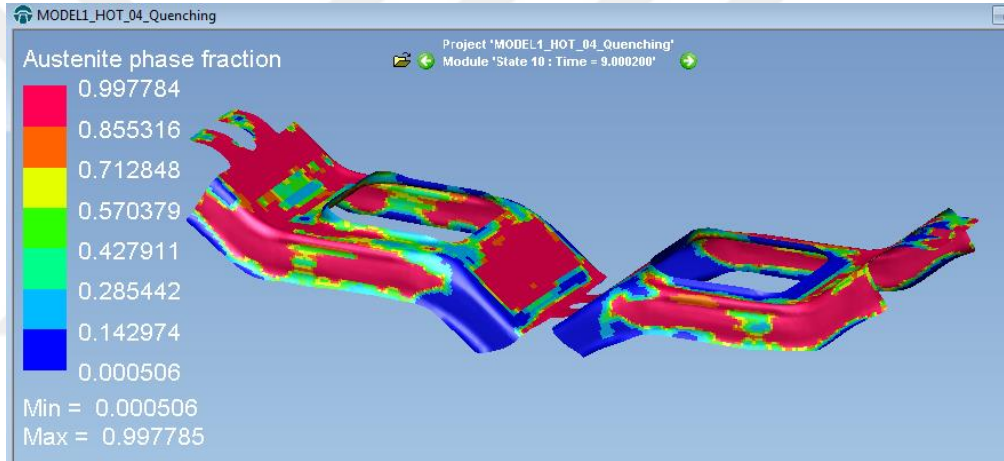 MODEL1_HOT_04_Quenching
Project 'MODEL1_HOT_04_Quenching'
Module 'State 10 : Time = 9.000200'
Austenite phase fraction
0.997784
0.855316
0.712848
0.570379
0.427911
0.285442
0.142974
0.000506
Min = 0.000506
Max = 0.997785